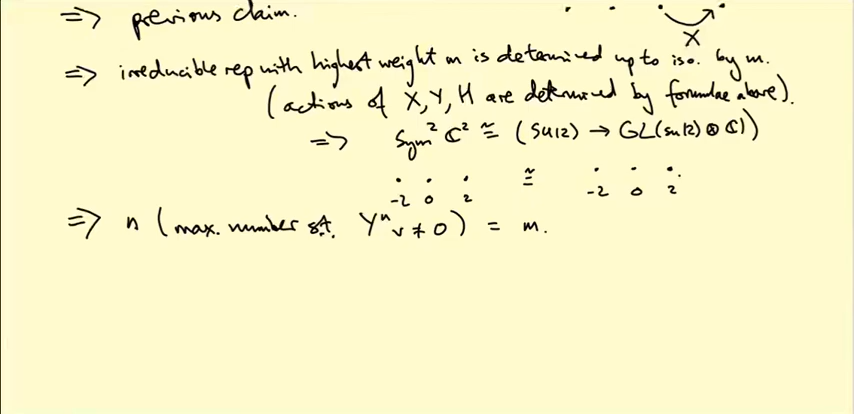 ⇒ previous claim.
X
⇒ irreducible rep with highest weight m is determined up to iso. by m.
(actions of X, Y, H are determined by formulae above).
⇒ Sym² ℂ² ≅ (SU(2) → GL(su(2) ⊗ ℂ))
-2 0 2 ≅ -2 0 2
⇒ n (max. number s.t. Yⁿv ≠ 0) = m.